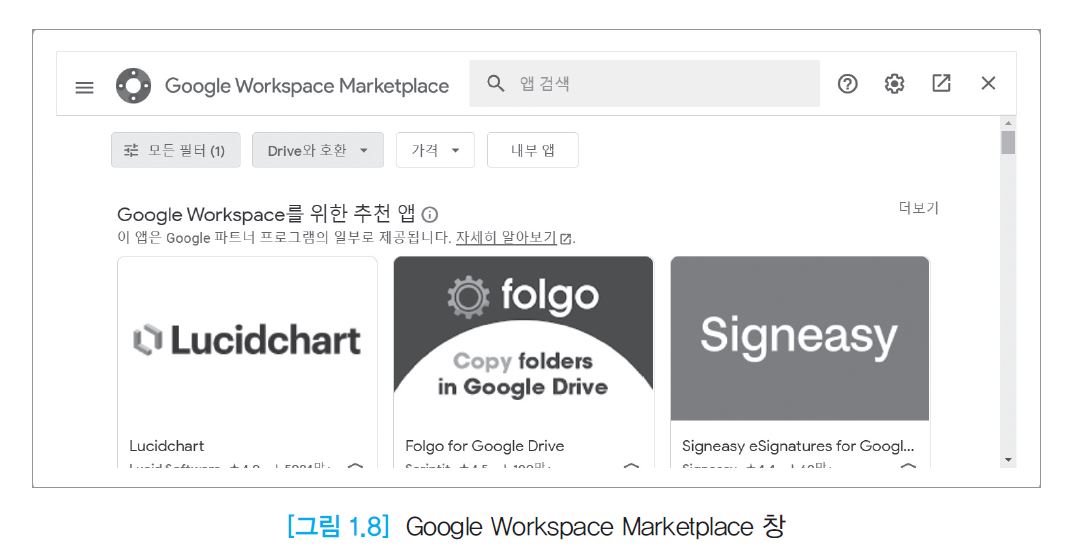 Google Workspace Marketplace 앱 검색
모든 필터 (1) Drive와 호환 가격 내부 앱
Google Workspace를 위한 추천 앱 더보기
이 앱은 Google 파트너 프로그램의 일부로 제공됩니다. 자세히 알아보기.
Lucidchart
folgo
Copy folders
in Google Drive
Signeasy
Lucidchart
Folgo for Google Drive
Signeasy eSignatures for Googl...
[그림 1.8] Google Workspace Marketplace 창